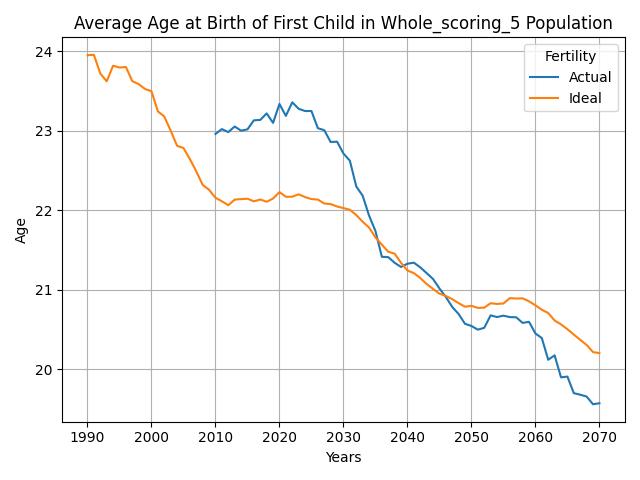 Average Age at Birth of First Child in Whole_scoring_5 Population
Fertility
Actual
Ideal
Age
24
23
22
21
20
1990 2000 2010 2020 2030 2040 2050 2060 2070
Years